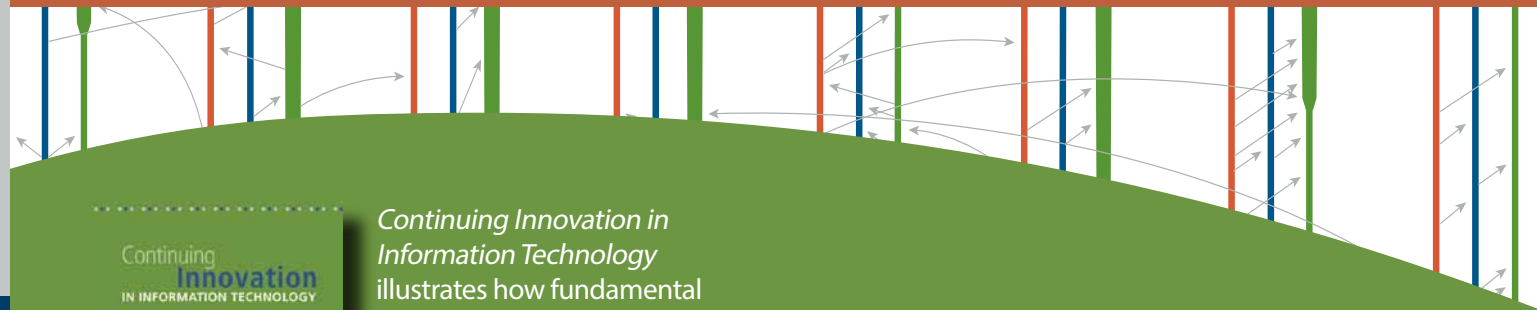 Continuing
Innovation
IN INFORMATION TECHNOLOGY
Continuing Innovation in
Information Technology
illustrates how fundamental